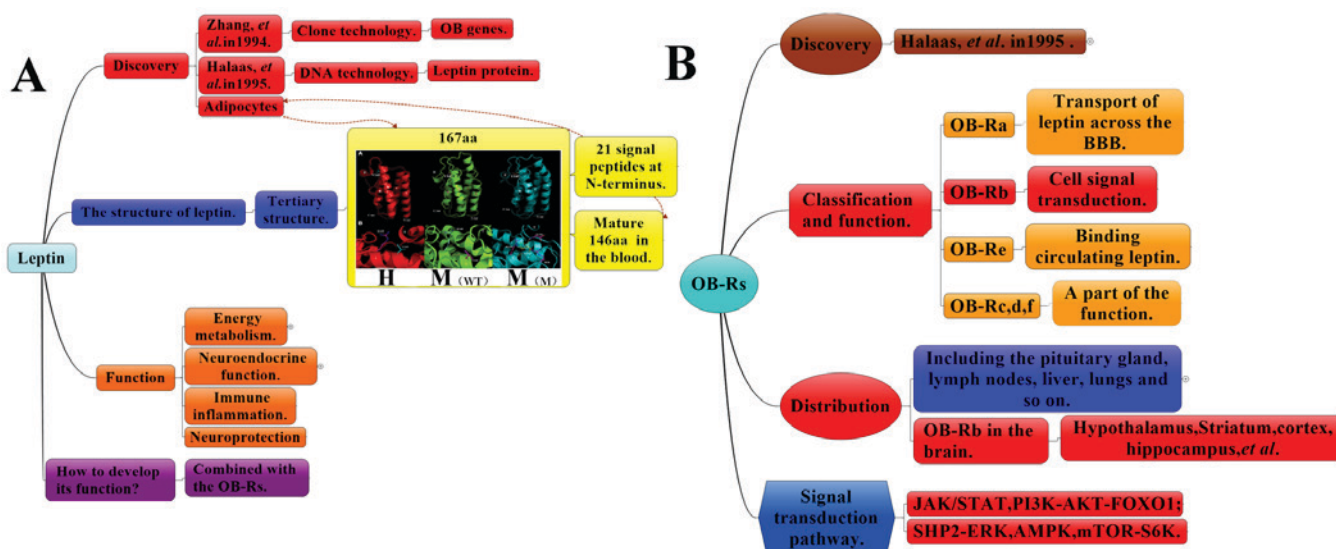 A
Leptin
Discovery
Zhang, et
al.in1994.
Clone technology.
OB genes.
Halaas, et
al.in1995.
DNA technology.
Leptin protein.
Adipocytes
The structure of leptin.
Tertiary
structure.
167aa
H
M (WT)
M (M)
21 signal
peptides at
N-terminus.
Mature
146aa in
the blood.
Function
Energy
metabolism.
Neuroendocrine
function.
Immune
inflammation.
Neuroprotection
How to develop
its function?
Combined with
the OB-Rs.
B
OB-Rs
Discovery
Halaas, et al. in1995 .
Classification
and function.
OB-Ra
Transport of
leptin across the
BBB.
OB-Rb
Cell signal
transduction.
OB-Re
Binding
circulating leptin.
OB-Rc,d,f
A part of the
function.
Distribution
Including the pituitary gland,
lymph nodes, liver, lungs and
so on.
OB-Rb in the
brain.
Hypothalamus,Striatum,cortex,
hippocampus,et al.
Signal
transduction
pathway.
JAK/STAT,PI3K-AKT-FOXO1;
SHP2-ERK,AMPK,mTOR-S6K.